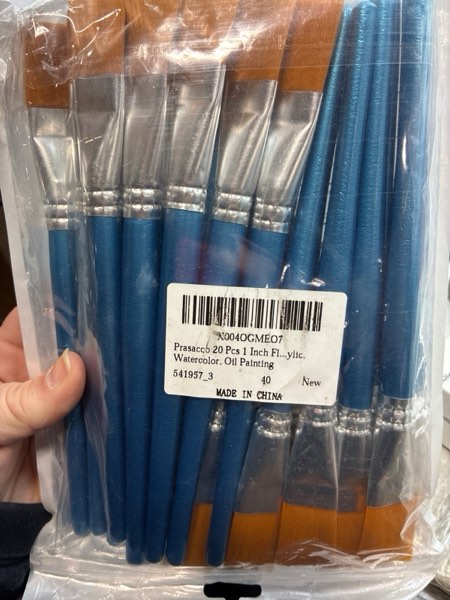 X004OGMEO7
Prasacco 20 Pcs 1 Inch Fl...ylic,
Watercolor, Oil Painting
541957_3 40 New
MADE IN CHINA